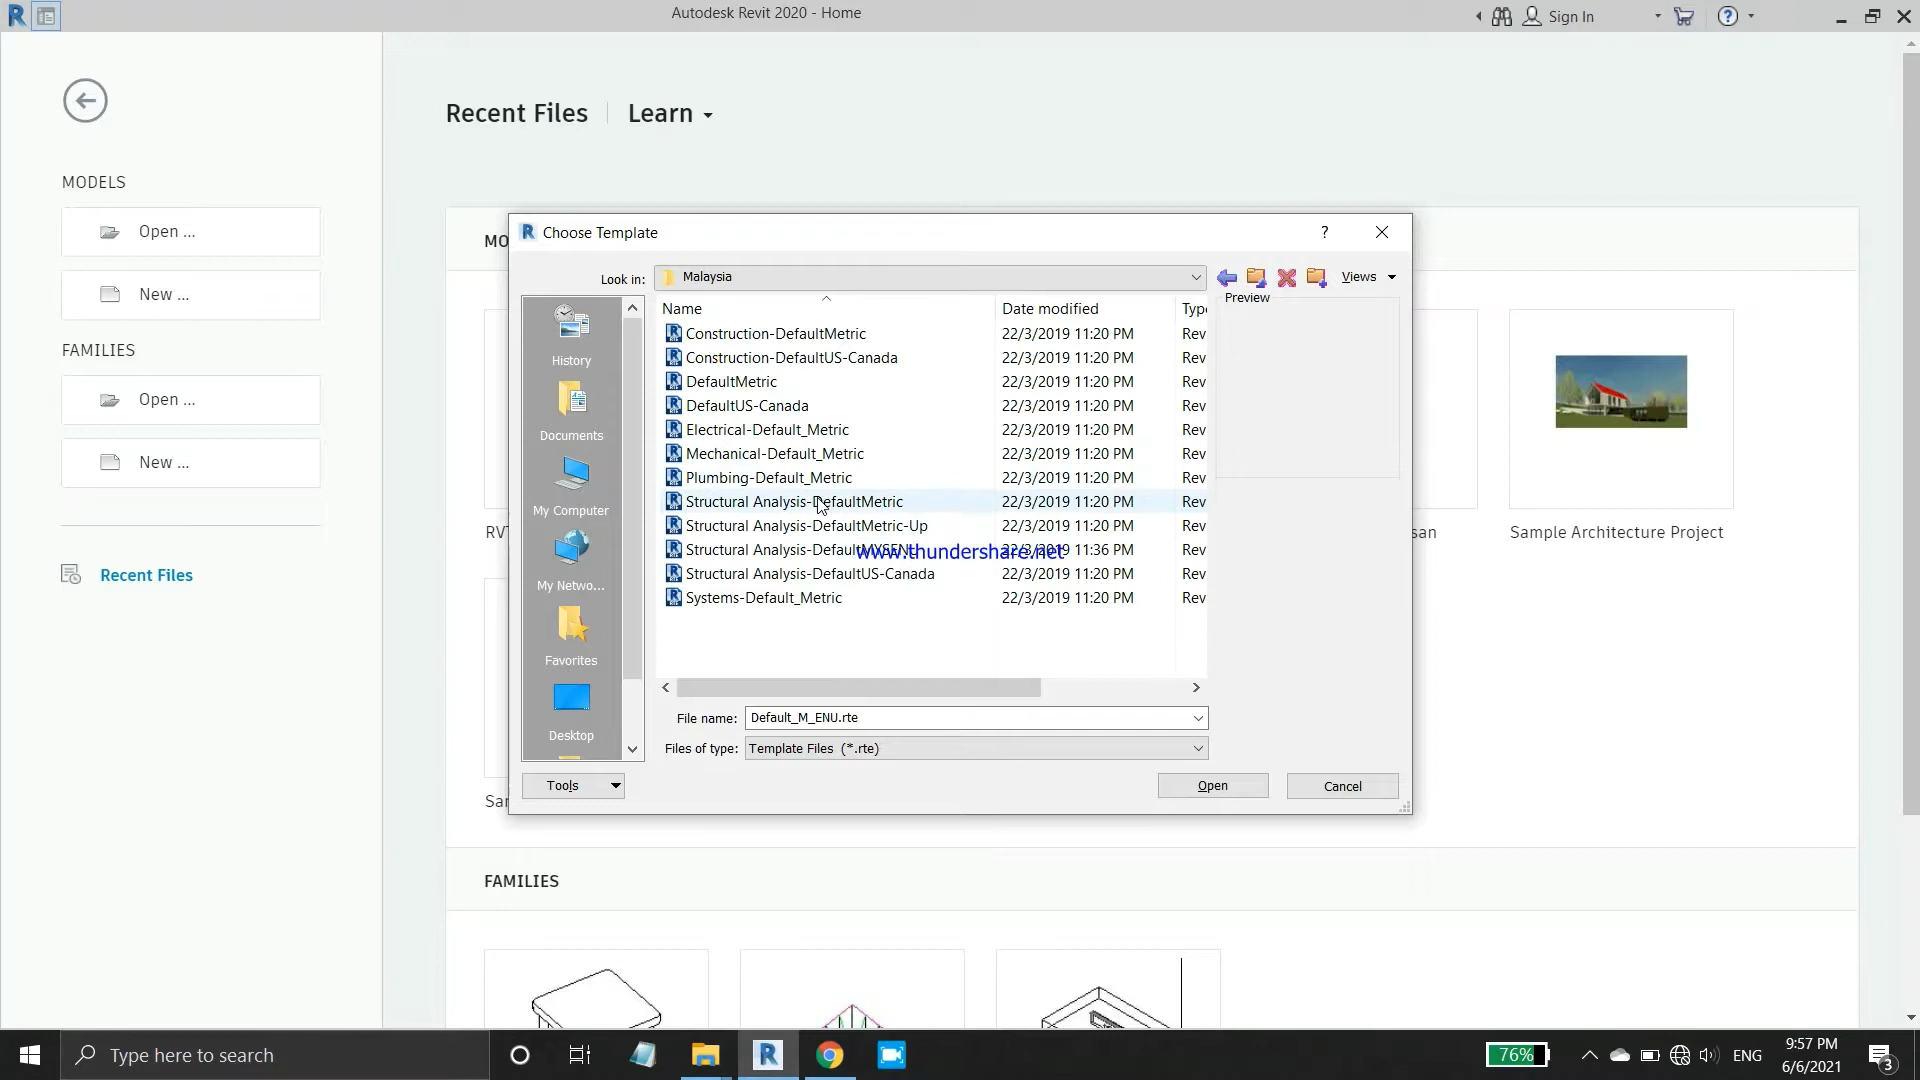 Autodesk Revit 2020 - Home
Sign In
Recent Files
Learn
MODELS
Open ...
New ...
FAMILIES
Open ...
New ...
Recent Files
MO
Choose Template
Look in:
Malaysia
Views
Preview
History
Documents
My Computer
My Netwo...
Favorites
Desktop
Name Date modified Type
Construction-DefaultMetric 22/3/2019 11:20 PM Rev
Construction-DefaultUS-Canada 22/3/2019 11:20 PM Rev
DefaultMetric 22/3/2019 11:20 PM Rev
DefaultUS-Canada 22/3/2019 11:20 PM Rev
Electrical-Default_Metric 22/3/2019 11:20 PM Rev
Mechanical-Default_Metric 22/3/2019 11:20 PM Rev
Plumbing-Default_Metric 22/3/2019 11:20 PM Rev
Structural Analysis-DefaultMetric 22/3/2019 11:20 PM Rev
Structural Analysis-DefaultMetric-Up 22/3/2019 11:20 PM Rev
Structural Analysis-DefaultMYSENU 22/3/2019 11:36 PM Rev
www.thundershare.net
Structural Analysis-DefaultUS-Canada 22/3/2019 11:20 PM Rev
Systems-Default_Metric 22/3/2019 11:20 PM Rev
File name: Default_M_ENU.rte
Files of type: Template Files (*.rte)
Tools
Open
Cancel
RV
san
Sample Architecture Project
Sar
FAMILIES
Type here to search
76%
ENG
9:57 PM
6/6/2021
3